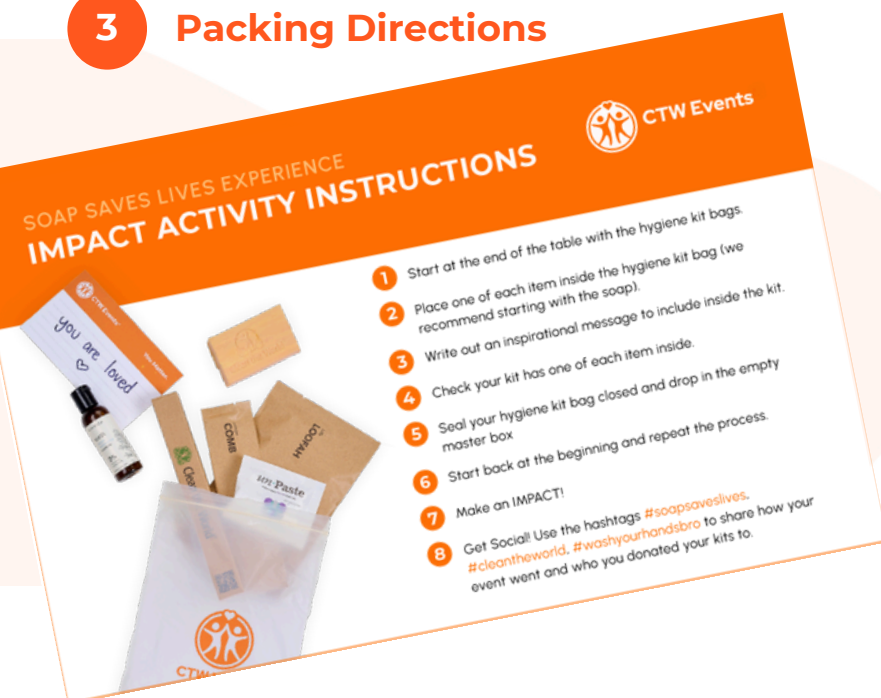 3 Packing Directions
CTW Events
SOAP SAVES LIVES EXPERIENCE
IMPACT ACTIVITY INSTRUCTIONS
1 Start at the end of the table with the hygiene kit bags.
2 Place one of each item inside the hygiene kit bag (we
recommend starting with the soap).
3 Write out an inspirational message to include inside the kit.
4 Check your kit has one of each item inside.
5 Seal your hygiene kit bag closed and drop in the empty
master box
6 Start back at the beginning and repeat the process.
7 Make an IMPACT!
8 Get Social! Use the hashtags #soapsaveslives,
#cleantheworld, #washyourhandsbro to share how your
event went and who you donated your kits to.
CTW Events
you are loved
COMB
LOOFAH
Clea
Paste
CTW